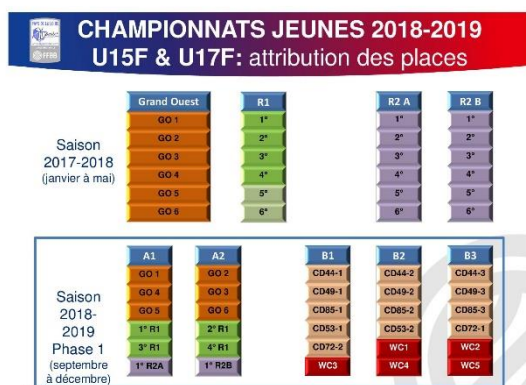 CHAMPIONNATS JEUNES 2018-2019
U15F & U17F: attribution des places
Grand Ouest R1 R2 A R2 B
GO 1 1° 1° 1°
GO 2 2° 2° 2°
GO 3 3° 3° 3°
GO 4 4° 4° 4°
GO 5 5° 5° 5°
GO 6 6° 6° 6°
Saison
2017-2018
(janvier à mai)
A1 A2 B1 B2 B3
GO 1 GO 2 CD44-1 CD44-2 CD44-3
GO 4 GO 3 CD49-1 CD49-2 CD49-3
GO 5 GO 6 CD85-1 CD85-2 CD85-3
1° R1 2° R1 CD53-1 CD53-2 CD72-1
3° R1 4° R1 CD72-2 WC1 WC2
1° R2A 1° R2B WC3 WC4 WC5
Saison
2018-
2019
Phase 1
(septembre
à décembre)